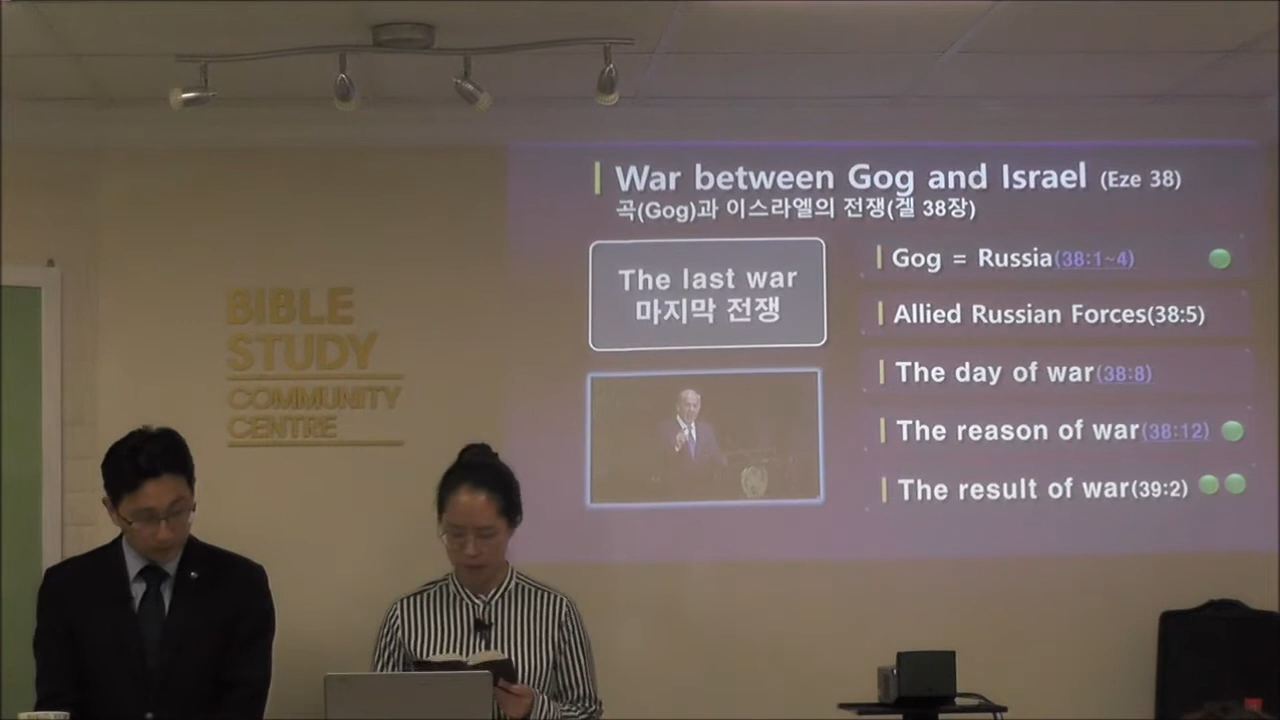 BIBLE
STUDY
COMMUNITY
CENTRE
War between Gog and Israel (Eze 38)
곡(Gog)과 이스라엘의 전쟁(겔 38장)
The last war
마지막 전쟁
Gog = Russia(38:1~4)
Allied Russian Forces(38:5)
The day of war(38:8)
The reason of war(38:12)
The result of war(39:2)